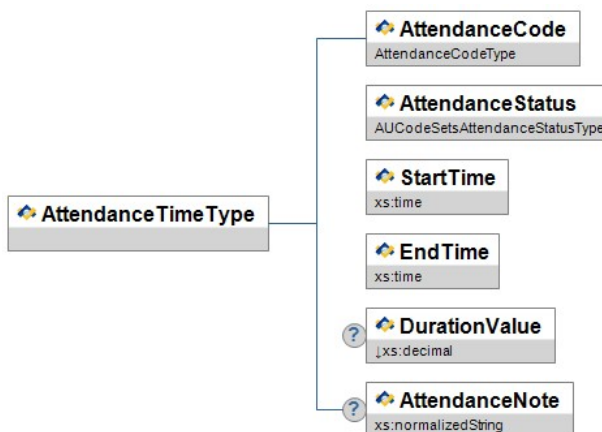 AttendanceCode
AttendanceCodeType
AttendanceStatus
AUCodeSetsAttendanceStatusType
StartTime
xs:time
AttendanceTimeType
EndTime
xs:time
?
DurationValue
↓xs:decimal
?
AttendanceNote
xs:normalizedString